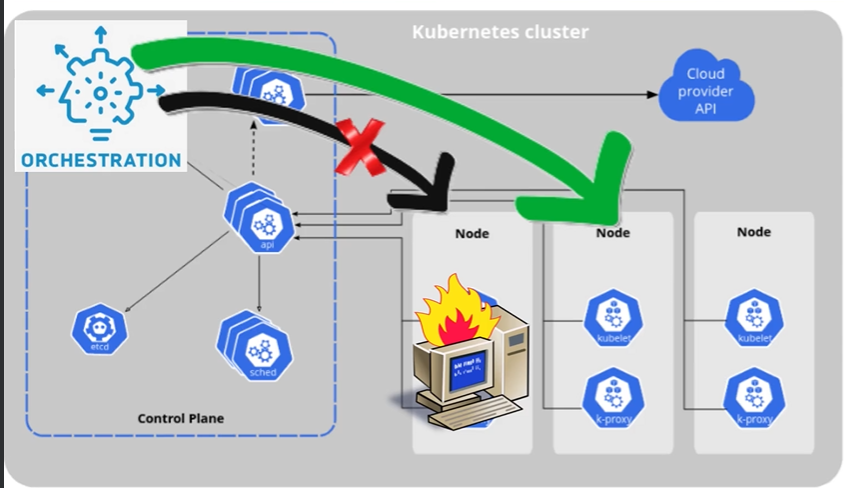 Kubernetes cluster
ORCHESTRATION
Cloud
provider
API
api
etcd
sched
Control Plane
Node
Node
kubelet
k-proxy
Node
kubelet
k-proxy